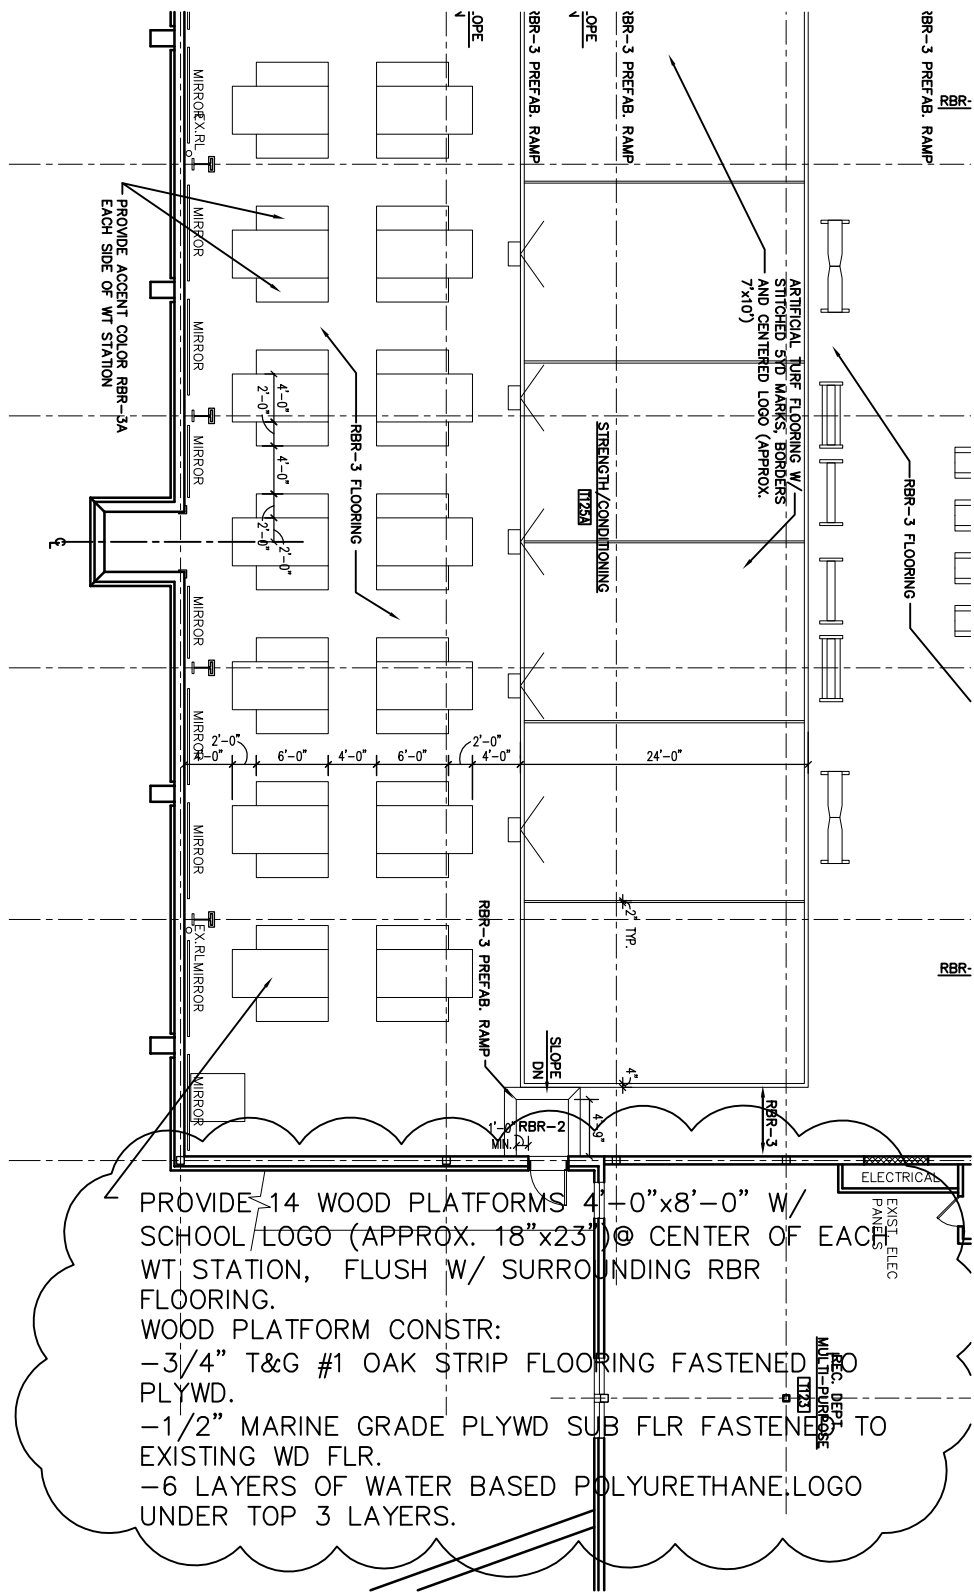 OPE
N
RBR-3 PREFAB. RAMP
OPE
N
RBR-3 PREFAB. RAMP
RBR-3 PREFAB. RAMP
RBR-
MIRROR
EX.RL
MIRROR
PROVIDE ACCENT COLOR RBR-3A
EACH SIDE OF WT STATION
MIRROR
MIRROR
ARTIFICIAL TURF FLOORING W/
STITCHED 5YD MARKS, BORDERS
AND CENTERED LOGO (APPROX.
7'x10')
4'-0"
2'-0"
4'-0"
2'-0"
2'-0"
RBR-3 FLOORING
STRENGTH/CONDITIONING
T125A
RBR-3 FLOORING
CL
MIRROR
MIRROR
2'-0"
4'-0"
6'-0"
4'-0"
6'-0"
2'-0"
4'-0"
24'-0"
MIRROR
2" TYP.
EX.RL
MIRROR
RBR-3 PREFAB. RAMP
RBR-
SLOPE
DN
4"
MIRROR
1'-0"
MIN.
RBR-2
4'-9"
RBR-3
ELECTRICAL
EXIST. ELEC
PANELS
PROVIDE 14 WOOD PLATFORMS 4'-0"x8'-0" W/
SCHOOL LOGO (APPROX. 18"x23")@ CENTER OF EACH
WT STATION, FLUSH W/ SURROUNDING RBR
FLOORING.
WOOD PLATFORM CONSTR:
-3/4" T&G #1 OAK STRIP FLOORING FASTENED TO
PLYWD.
-1/2" MARINE GRADE PLYWD SUB FLR FASTENED TO
EXISTING WD FLR.
-6 LAYERS OF WATER BASED POLYURETHANE.LOGO
UNDER TOP 3 LAYERS.
REC. DEPT
MULTI-PURPOSE
T123